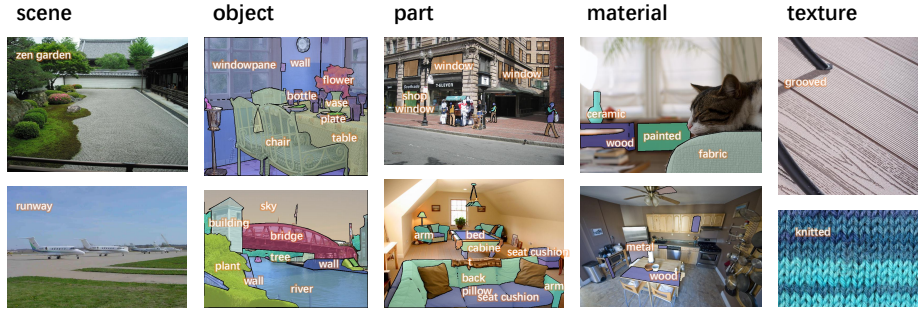 scene
object
part
material
texture
zen garden
runway
windowpane
wall
flower
bottle
vase
plate
chair
table
sky
building
bridge
tree
wall
plant
wall
river
window
window
shop
window
7-ELEVEN
arm
bed
cabine
seat cushion
back
pillow
arm
seat cushion
ceramic
wood
painted
fabric
metal
wood
grooved
knitted